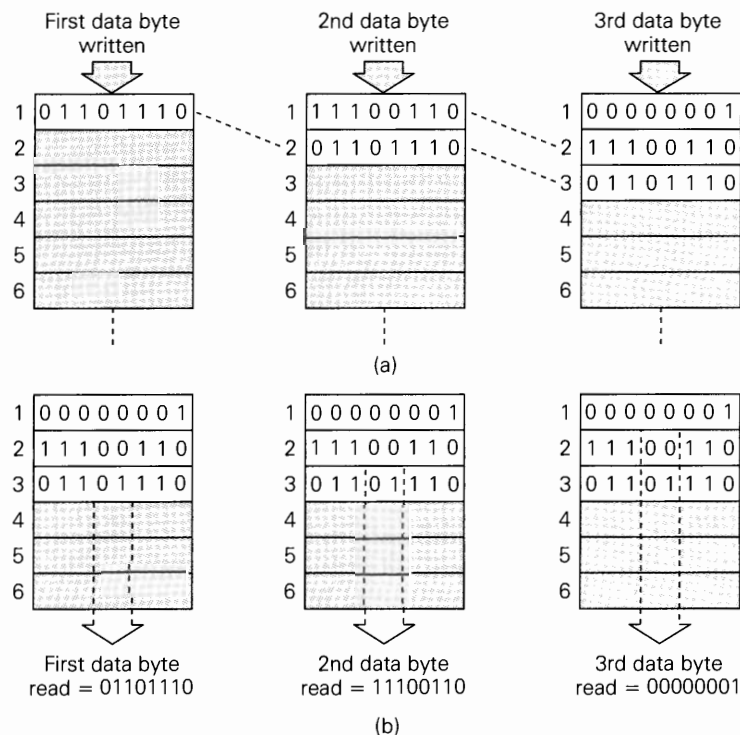 First data byte written
2nd data byte written
3rd data byte written
1 0 1 1 0 1 1 1 0
2
3
4
5
6
1 1 1 1 0 0 1 1 0
2 0 1 1 0 1 1 1 0
3
4
5
6
1 0 0 0 0 0 0 0 1
2 1 1 1 0 0 1 1 0
3 0 1 1 0 1 1 1 0
4
5
6
(a)
1 0 0 0 0 0 0 0 1
2 1 1 1 0 0 1 1 0
3 0 1 1 0 1 1 1 0
4
5
6
First data byte
read = 01101110
1 0 0 0 0 0 0 0 1
2 1 1 1 0 0 1 1 0
3 0 1 1 0 1 1 1 0
4
5
6
2nd data byte
read = 11100110
1 0 0 0 0 0 0 0 1
2 1 1 1 0 0 1 1 0
3 0 1 1 0 1 1 1 0
4
5
6
3rd data byte
read = 00000001
(b)